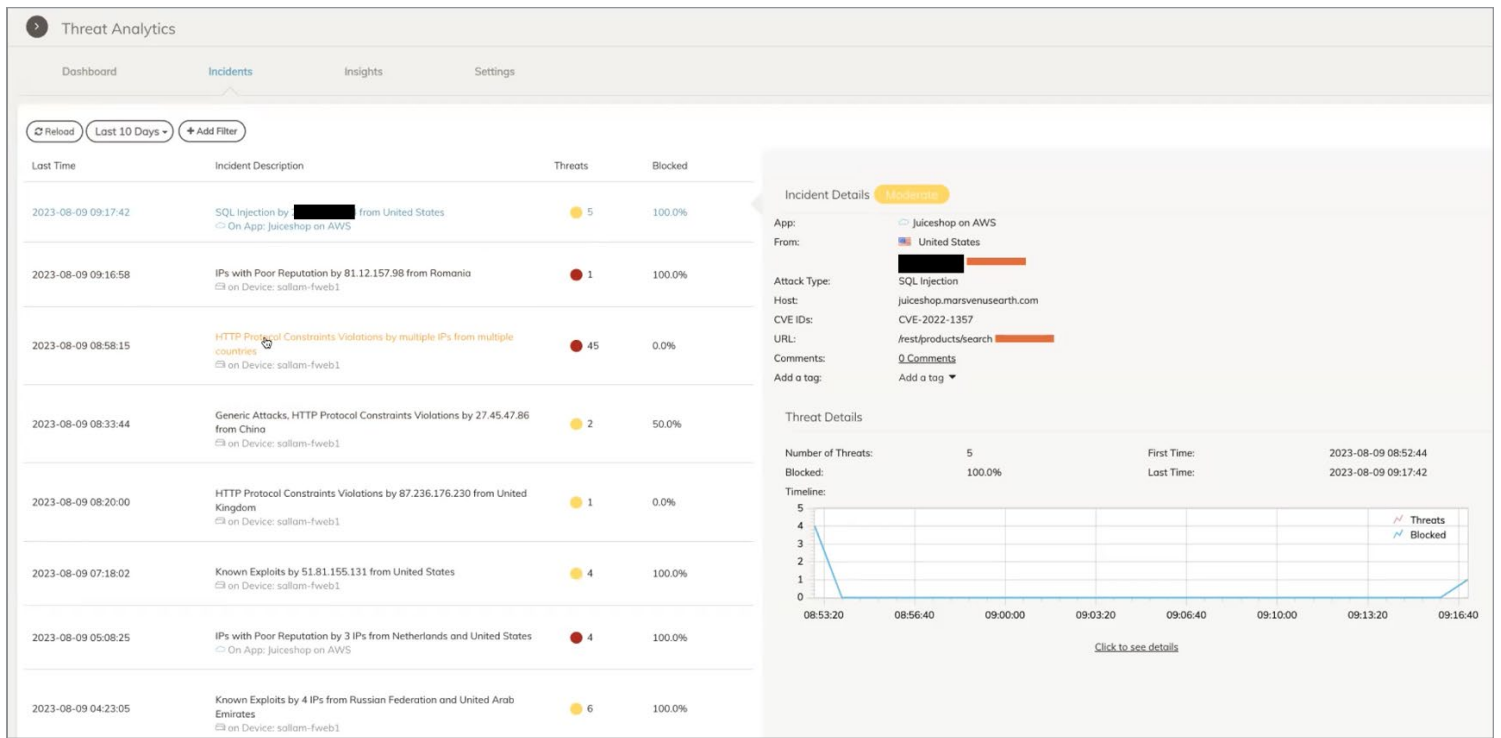 Threat Analytics
Dashboard Incidents Insights Settings
Reload Last 10 Days + Add Filter
Last Time Incident Description Threats Blocked
2023-08-09 09:17:42 SQL Injection by from United States 5 100.0%
On App: Juiceshop on AWS
2023-08-09 09:16:58 IPs with Poor Reputation by 81.12.157.98 from Romania 1 100.0%
on Device: sallam-fweb1
HTTP Protocol Constraints Violations by multiple IPs from multiple
2023-08-09 08:58:15 countries 45 0.0%
on Device: sallam-fweb1
Generic Attacks, HTTP Protocol Constraints Violations by 27.45.47.86
2023-08-09 08:33:44 from China 2 50.0%
on Device: sallam-fweb1
HTTP Protocol Constraints Violations by 87.236.176.230 from United
2023-08-09 08:20:00 Kingdom 1 0.0%
on Device: sallam-fweb1
2023-08-09 07:18:02 Known Exploits by 51.81.155.131 from United States 4 100.0%
on Device: sallam-fweb1
2023-08-09 05:08:25 IPs with Poor Reputation by 3 IPs from Netherlands and United States 4 100.0%
On App: Juiceshop on AWS
Known Exploits by 4 IPs from Russian Federation and United Arab
2023-08-09 04:23:05 Emirates 6 100.0%
on Device: sallam-fweb1
Incident Details Moderate
App: Juiceshop on AWS
From: United States
Attack Type: SQL Injection
Host: juiceshop.marsvenusearth.com
CVE IDs: CVE-2022-1357
URL: /rest/products/search
Comments: 0 Comments
Add a tag: Add a tag
Threat Details
Number of Threats: 5 First Time: 2023-08-09 08:52:44
Blocked: 100.0% Last Time: 2023-08-09 09:17:42
Timeline:
5
4
3
2
1
0
Threats
Blocked
08:53:20 08:56:40 09:00:00 09:03:20 09:06:40 09:10:00 09:13:20 09:16:40
Click to see details